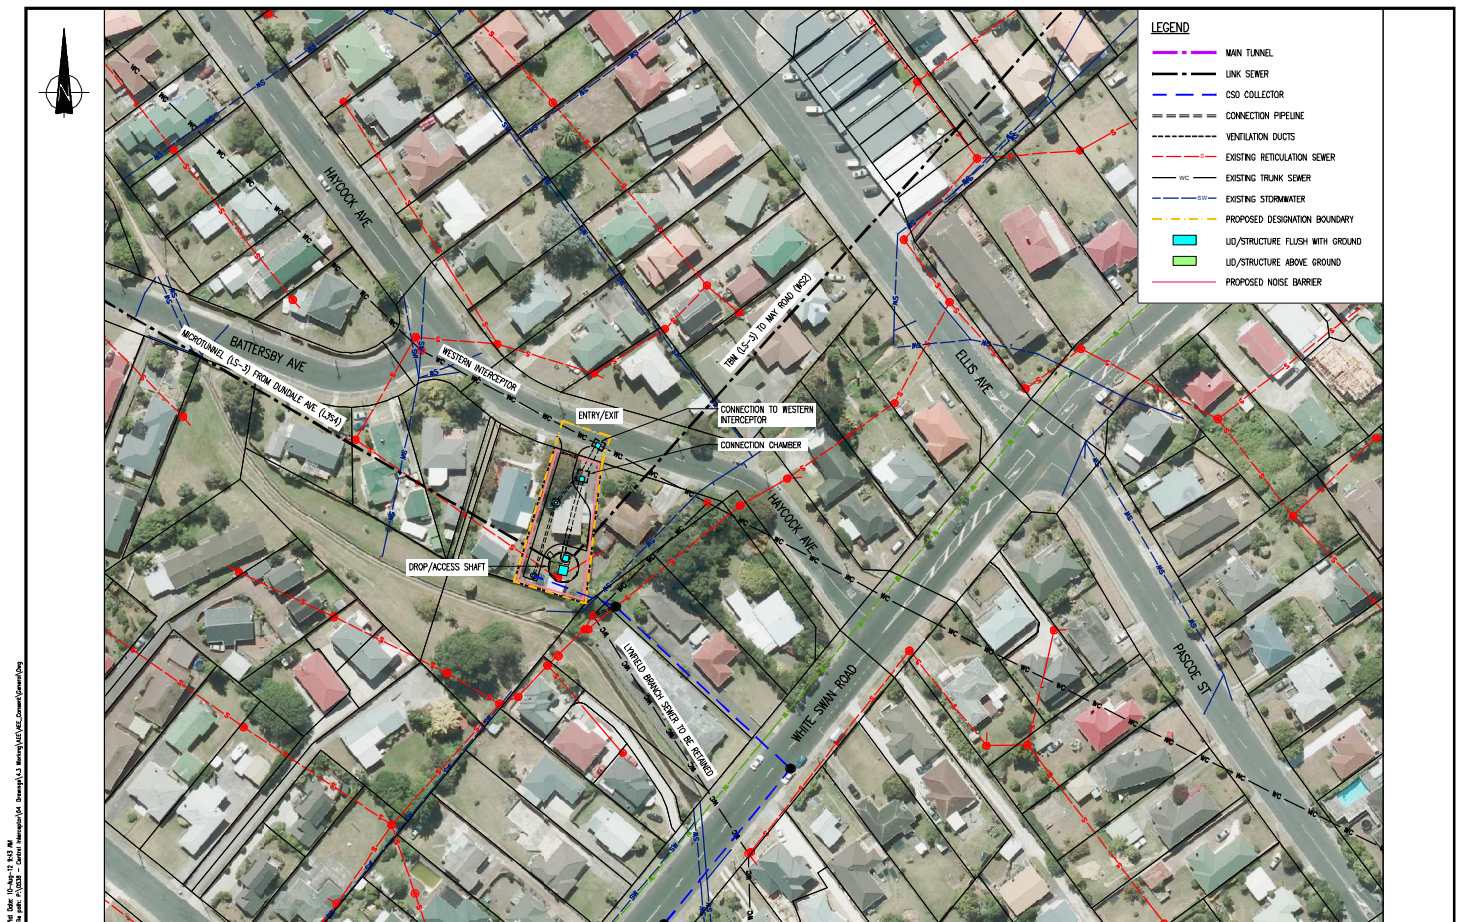 LEGEND
MAIN TUNNEL
LINK SEWER
CSO COLLECTOR
CONNECTION PIPELINE
VENTILATION DUCTS
S EXISTING RETICULATION SEWER
WC EXISTING TRUNK SEWER
SW EXISTING STORMWATER
PROPOSED DESIGNATION BOUNDARY
LID/STRUCTURE FLUSH WITH GROUND
LID/STRUCTURE ABOVE GROUND
PROPOSED NOISE BARRIER
HAYCOCK AVE
BATTERSBY AVE
MICROTUNNEL (LS-3) FROM DUNDALE AVE (L3S4)
WESTERN INTERCEPTOR
TBM (LS-3) TO MAY ROAD (WS2)
ELLIS AVE
ENTRY/EXIT
CONNECTION TO WESTERN
INTERCEPTOR
CONNECTION CHAMBER
HAYCOCK AVE
DROP/ACCESS SHAFT
LYNFIELD BRANCH SEWER TO BE RETAINED
WHITE SWAN ROAD
PASCOE ST